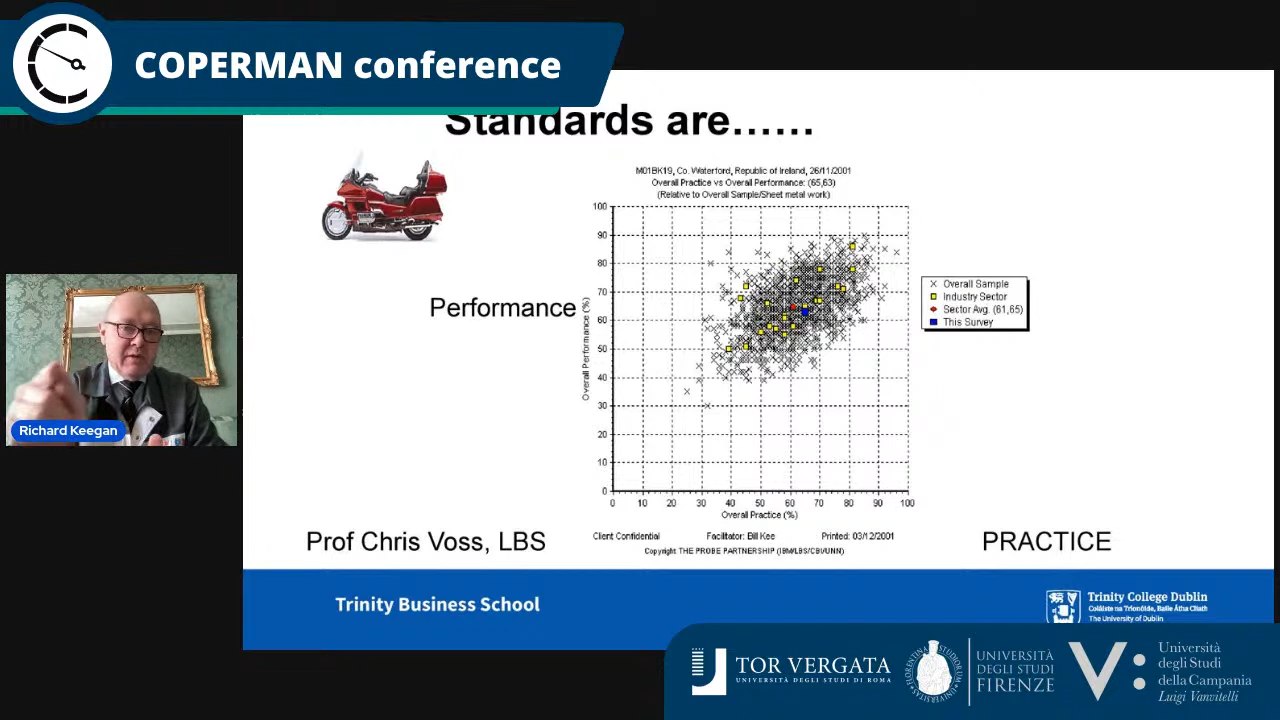 COPERMAN conference
Standards are......
M01BK19, Co. Waterford, Republic of Ireland, 26/11/2001
Overall Practice vs Overall Performance: (65,63)
(Relative to Overall Sample/Sheet metal work)
100
90
80
70
60
50
40
30
20
10
0
Overall Performance (%)
0 10 20 30 40 50 60 70 80 90 100
Overall Practice (%)
Overall Sample
Industry Sector
Sector Avg. (61,65)
This Survey
Performance
Richard Keegan
Client Confidential Facilitator: Bill Kee Printed: 03/12/2001
Copyright THE PROBE PARTNERSHIP (IBM/LBS/CBI/UNN)
Prof Chris Voss, LBS
PRACTICE
Trinity Business School
Trinity College Dublin
Coláiste na Tríonóide, Baile Átha Cliath
The University of Dublin
TOR VERGATA
UNIVERSITÀ DEGLI STUDI DI ROMA
UNIVERSITÀ
DEGLI STUDI
FIRENZE
Università
degli Studi
della Campania
Luigi Vanvitelli